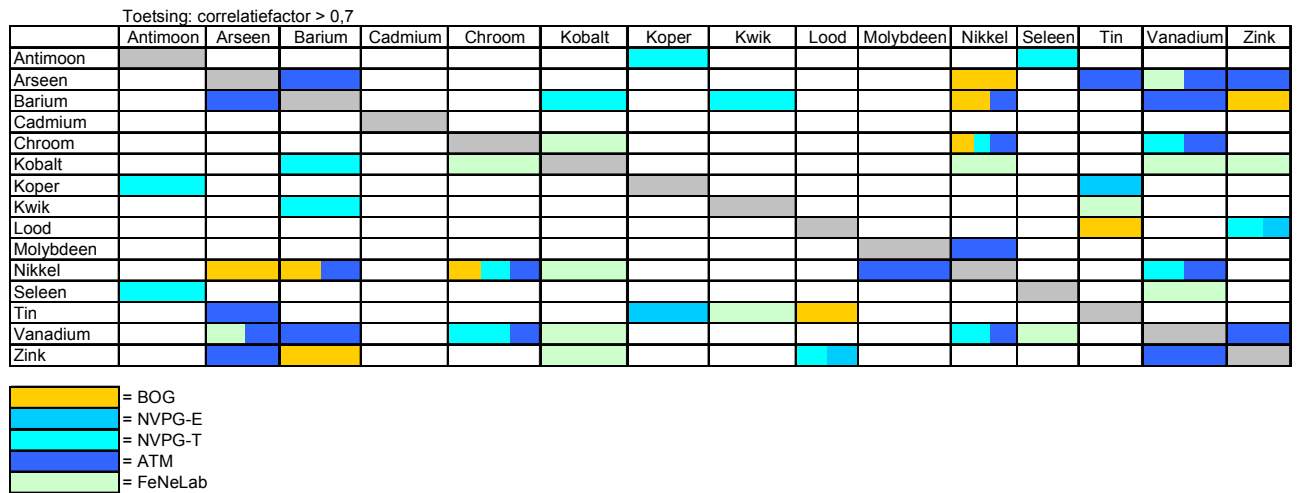 Toetsing: correlatiefactor > 0,7
Antimoon Arseen Barium Cadmium Chroom Kobalt Koper Kwik Lood Molybdeen Nikkel Seleen Tin Vanadium Zink
Antimoon
Arseen
Barium
Cadmium
Chroom
Kobalt
Koper
Kwik
Lood
Molybdeen
Nikkel
Seleen
Tin
Vanadium
Zink
= BOG
= NVPG-E
= NVPG-T
= ATM
= FeNeLab